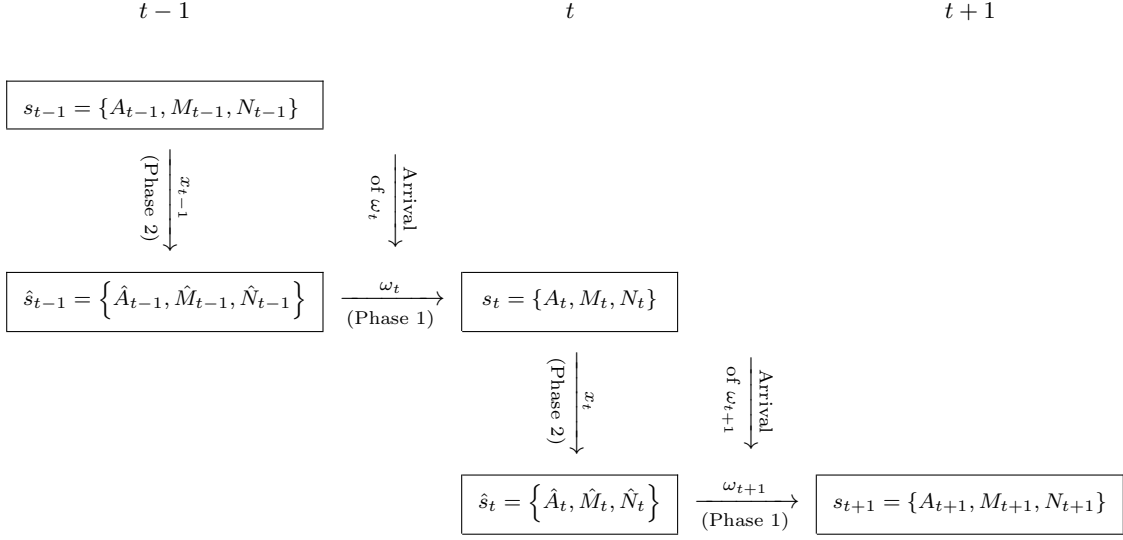 t − 1
t
t + 1
s_{t−1} = {A_{t−1}, M_{t−1}, N_{t−1}}
x_{t−1}
(Phase 2)
Arrival
of ω_t
ŝ_{t−1} = {Â_{t−1}, M̂_{t−1}, N̂_{t−1}}
ω_t
(Phase 1)
s_t = {A_t, M_t, N_t}
x_t
(Phase 2)
Arrival
of ω_{t+1}
ŝ_t = {Â_t, M̂_t, N̂_t}
ω_{t+1}
(Phase 1)
s_{t+1} = {A_{t+1}, M_{t+1}, N_{t+1}}